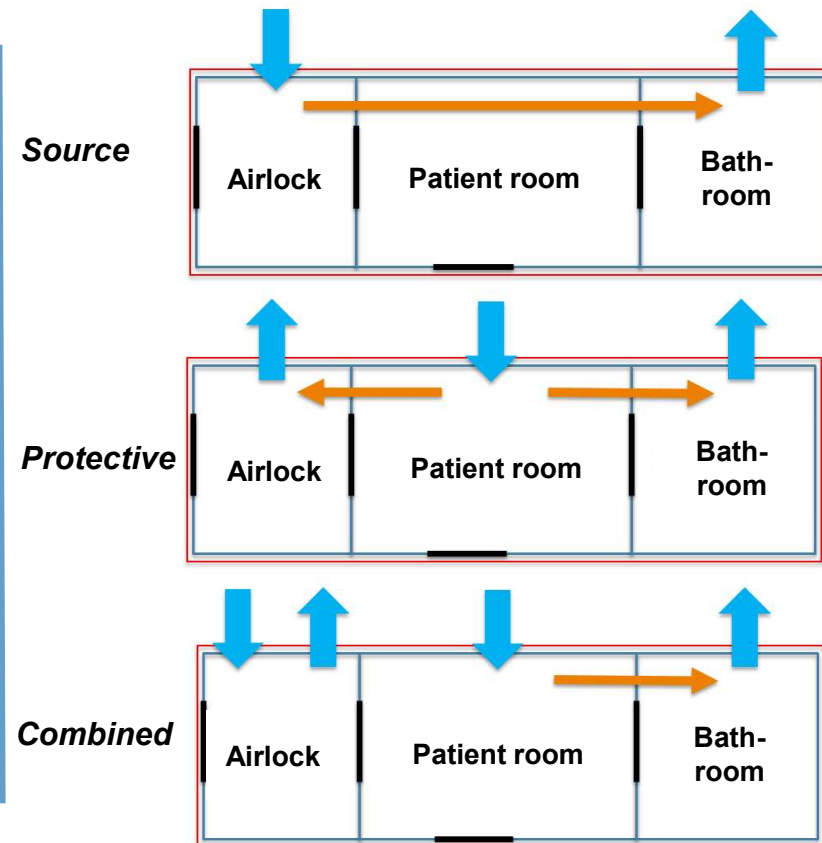 Source
Airlock
Patient room
Bath-
room
Protective
Airlock
Patient room
Bath-
room
Combined
Airlock
Patient room
Bath-
room